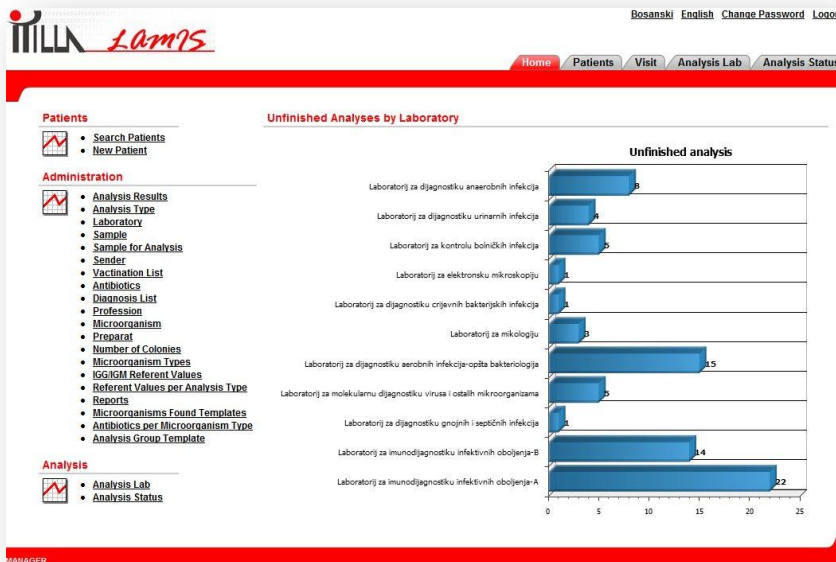 ITILLA LAMIS
Bosanski English Change Password Logou
Home Patients Visit Analysis Lab Analysis Status
Patients
Search Patients
New Patient
Administration
Analysis Results
Analysis Type
Laboratory
Sample
Sample for Analysis
Sender
Vactination List
Antibiotics
Diagnosis List
Profession
Microorganism
Preparat
Number of Colonies
Microorganism Types
IGG/IGM Referent Values
Referent Values per Analysis Type
Reports
Microorganisms Found Templates
Antibiotics per Microorganism Type
Analysis Group Template
Analysis
Analysis Lab
Analysis Status
Unfinished Analyses by Laboratory
Unfinished analysis
Laboratorij za dijagnostiku anaerobnih infekcija 8
Laboratorij za dijagnostiku urinarnih infekcija 4
Laboratorij za kontrolu bolničkih infekcija 5
Laboratorij za elektronsku mikroskopiju 1
Laboratorij za dijagnostiku crijevnih bakterijskih infekcija 1
Laboratorij za mikologiju 3
Laboratorij za dijagnostiku aerobnih infekcija-opšta bakteriologija 15
Laboratorij za molekularnu dijagnostiku virusa i ostalih mikroorganizama 5
Laboratorij za dijagnostiku gnojnih i septičnih infekcija 1
Laboratorij za imunodijagnostiku infektivnih oboljenja-B 14
Laboratorij za imunodijagnostiku infektivnih oboljenja-A 22
0 5 10 15 20 25
MANAGER